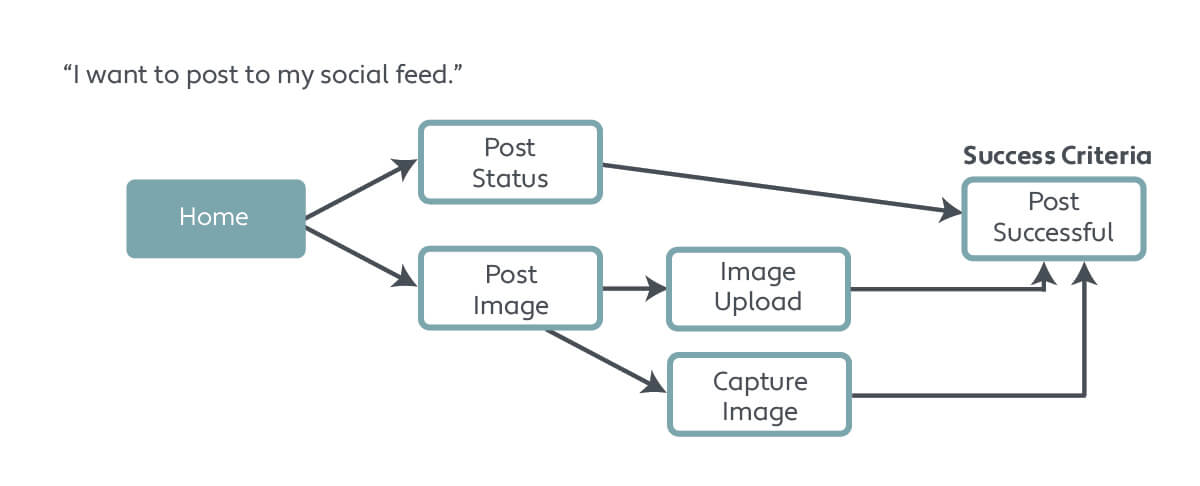 “I want to post to my social feed.”
Home
Post
Status
Post
Image
Image
Upload
Capture
Image
Success Criteria
Post
Successful